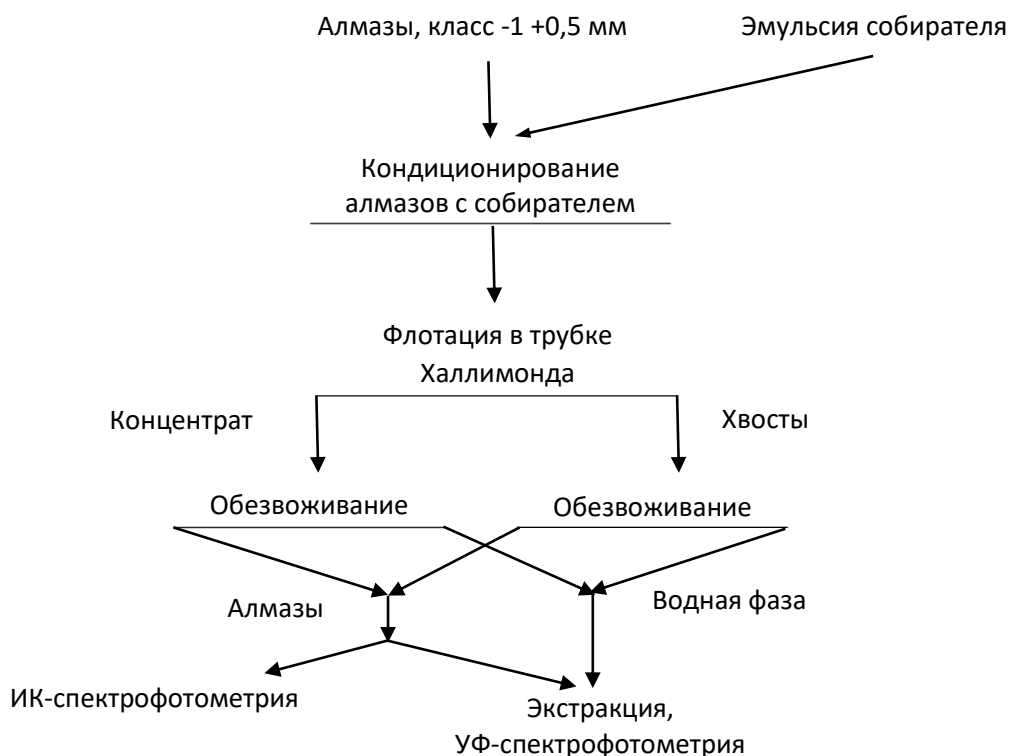 Алмазы, класс -1 +0,5 мм
Эмульсия собирателя
Кондиционирование
алмазов с собирателем
Флотация в трубке
Халлимонда
Концентрат
Хвосты
Обезвоживание
Обезвоживание
Алмазы
Водная фаза
ИК-спектрофотометрия
Экстракция,
УФ-спектрофотометрия